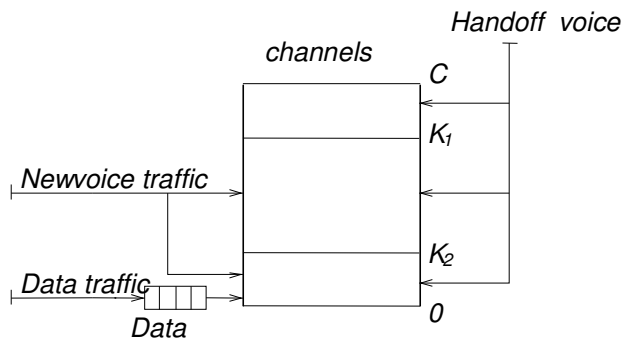 Handoff voice
channels
C
K1
Newvoice traffic
K2
Data traffic
0
Data